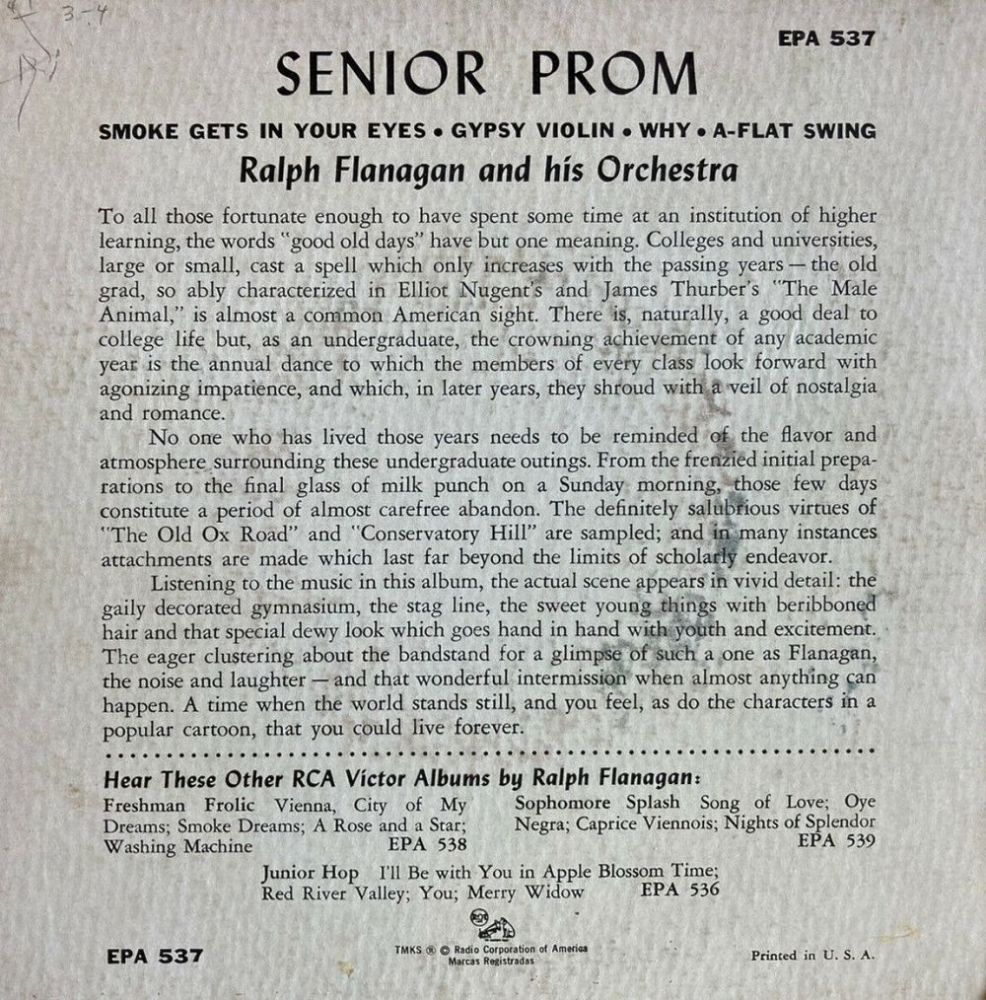 3-4
EPA 537
SENIOR PROM
SMOKE GETS IN YOUR EYES • GYPSY VIOLIN • WHY • A-FLAT SWING
Ralph Flanagan and his Orchestra
To all those fortunate enough to have spent some time at an institution of higher
learning, the words "good old days" have but one meaning. Colleges and universities,
large or small, cast a spell which only increases with the passing years — the old
grad, so ably characterized in Elliot Nugent's and James Thurber's "The Male
Animal," is almost a common American sight. There is, naturally, a good deal to
college life but, as an undergraduate, the crowning achievement of any academic
year is the annual dance to which the members of every class look forward with
agonizing impatience, and which, in later years, they shroud with a veil of nostalgia
and romance.
No one who has lived those years needs to be reminded of the flavor and
atmosphere surrounding these undergraduate outings. From the frenzied initial prepa-
rations to the final glass of milk punch on a Sunday morning, those few days
constitute a period of almost carefree abandon. The definitely salubrious virtues of
"The Old Ox Road" and "Conservatory Hill" are sampled; and in many instances
attachments are made which last far beyond the limits of scholarly endeavor.
Listening to the music in this album, the actual scene appears in vivid detail: the
gaily decorated gymnasium, the stag line, the sweet young things with beribboned
hair and that special dewy look which goes hand in hand with youth and excitement.
The eager clustering about the bandstand for a glimpse of such a one as Flanagan,
the noise and laughter — and that wonderful intermission when almost anything can
happen. A time when the world stands still, and you feel, as do the characters in a
popular cartoon, that you could live forever.
Hear These Other RCA Victor Albums by Ralph Flanagan:
Freshman Frolic Vienna, City of My
Dreams; Smoke Dreams; A Rose and a Star;
Washing Machine EPA 538
Sophomore Splash Song of Love; Oye
Negra; Caprice Viennois; Nights of Splendor
EPA 539
Junior Hop I'll Be with You in Apple Blossom Time;
Red River Valley; You; Merry Widow EPA 536
RCA
EPA 537
TMKS ® © Radio Corporation of America
Marcas Registradas
Printed in U. S. A.